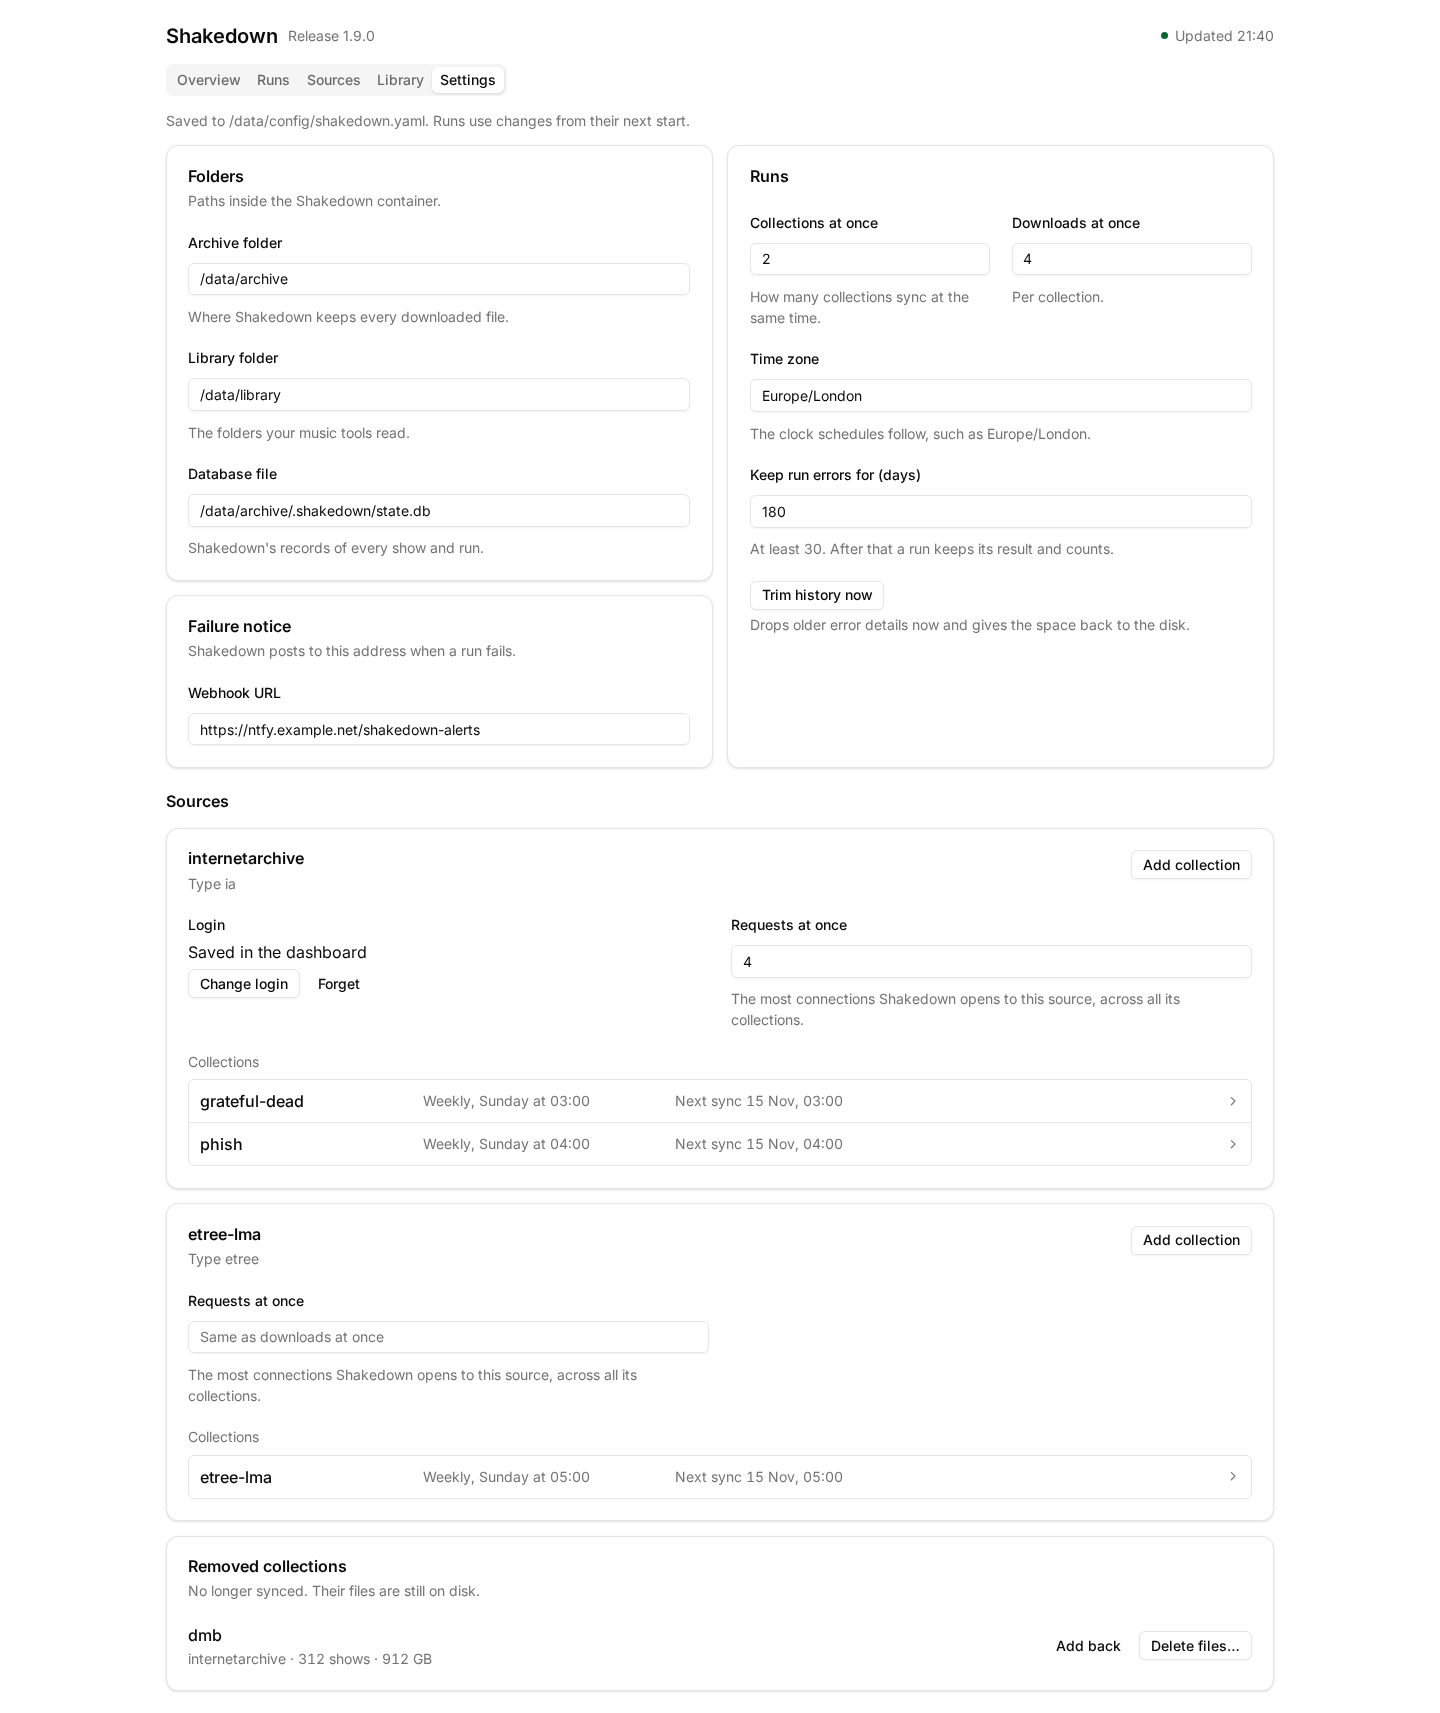 Shakedown Release 1.9.0
Updated 21:40
Overview Runs Sources Library Settings
Saved to /data/config/shakedown.yaml. Runs use changes from their next start.
Folders
Paths inside the Shakedown container.
Archive folder
/data/archive
Where Shakedown keeps every downloaded file.
Library folder
/data/library
The folders your music tools read.
Database file
/data/archive/.shakedown/state.db
Shakedown's records of every show and run.
Failure notice
Shakedown posts to this address when a run fails.
Webhook URL
https://ntfy.example.net/shakedown-alerts
Runs
Collections at once
2
How many collections sync at the
same time.
Downloads at once
4
Per collection.
Time zone
Europe/London
The clock schedules follow, such as Europe/London.
Keep run errors for (days)
180
At least 30. After that a run keeps its result and counts.
Trim history now
Drops older error details now and gives the space back to the disk.
Sources
internetarchive
Type ia
Add collection
Login
Saved in the dashboard
Change login Forget
Requests at once
4
The most connections Shakedown opens to this source, across all its
collections.
Collections
grateful-dead Weekly, Sunday at 03:00 Next sync 15 Nov, 03:00
phish Weekly, Sunday at 04:00 Next sync 15 Nov, 04:00
etree-lma
Type etree
Add collection
Requests at once
Same as downloads at once
The most connections Shakedown opens to this source, across all its
collections.
Collections
etree-lma Weekly, Sunday at 05:00 Next sync 15 Nov, 05:00
Removed collections
No longer synced. Their files are still on disk.
dmb
internetarchive · 312 shows · 912 GB
Add back Delete files...